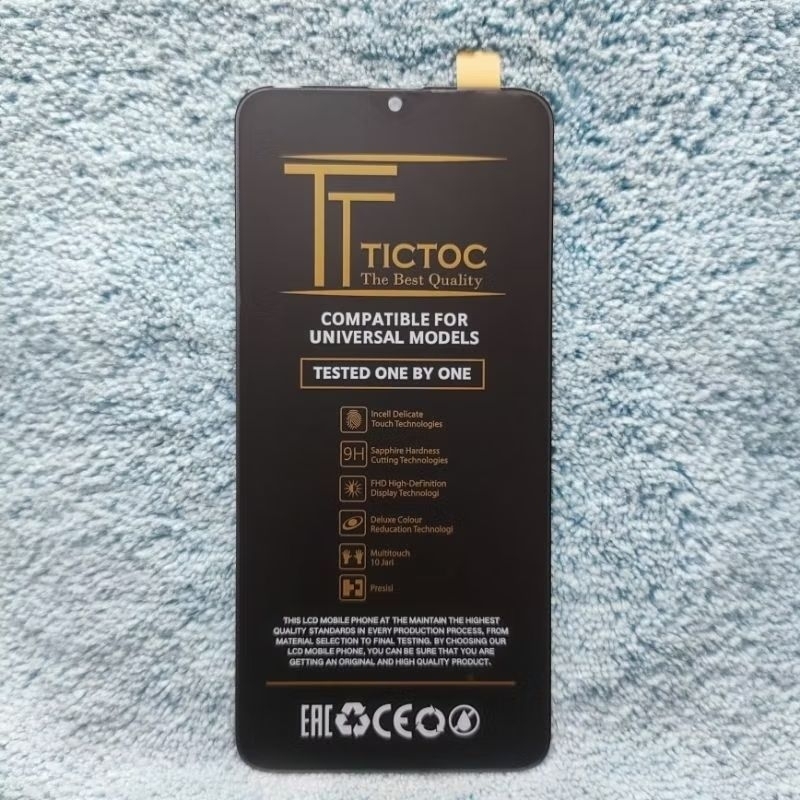 TT
TICTOC
The Best Quality
COMPATIBLE FOR
UNIVERSAL MODELS
TESTED ONE BY ONE
Incell Delicate
Touch Technologies
9H
Sapphire Hardness
Cutting Technologies
FHD High-Definition
Display Technologi
Deluxe Colour
Reducation Technologi
Multitouch
10 Jari
Presisi
THIS LCD MOBILE PHONE AT THE MAINTAIN THE HIGHEST
QUALITY STANDARDS IN EVERY PRODUCTION PROCESS, FROM
MATERIAL SELECTION TO FINAL TESTING. BY CHOOSING OUR
LCD MOBILE PHONE, YOU CAN BE SURE THAT YOU ARE
GETTING AN ORIGINAL AND HIGH QUALITY PRODUCT.
EAC CE